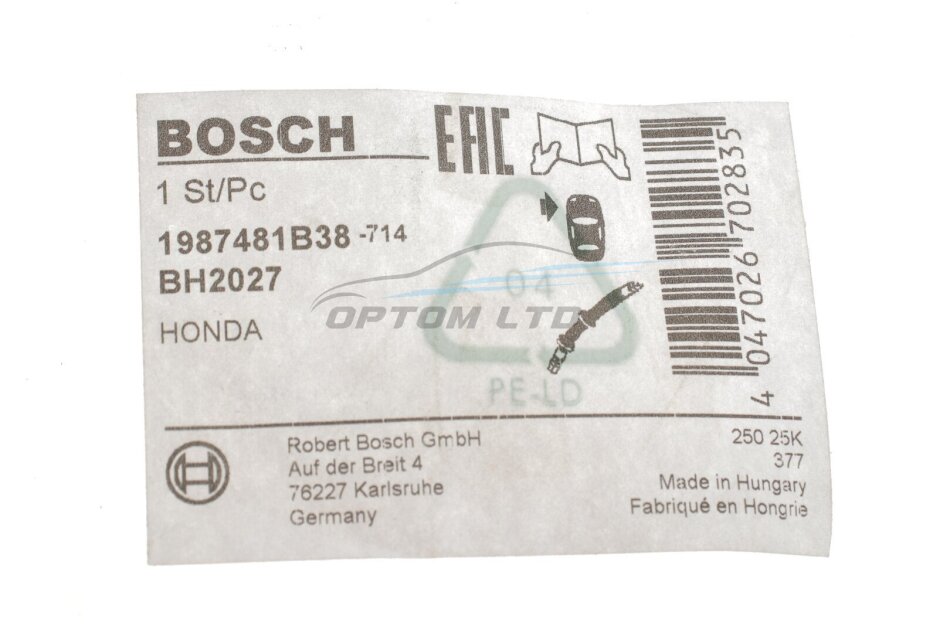 BOSCH
EAC
1 St/Pc
1987481B38 -714
BH2027
HONDA
04
PE-LD
OPTOM LTD
4 047026 702835
Robert Bosch GmbH
Auf der Breit 4
76227 Karlsruhe
Germany
250 25K
377
Made in Hungary
Fabriqué en Hongrie